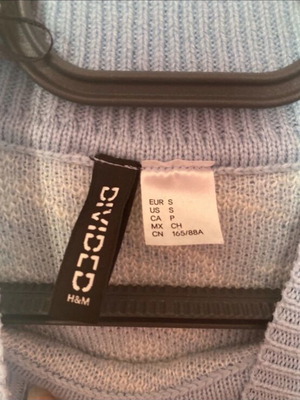 DIVIDED
H&M
EUR S
US S
CA P
MX CH
CN 165/88A